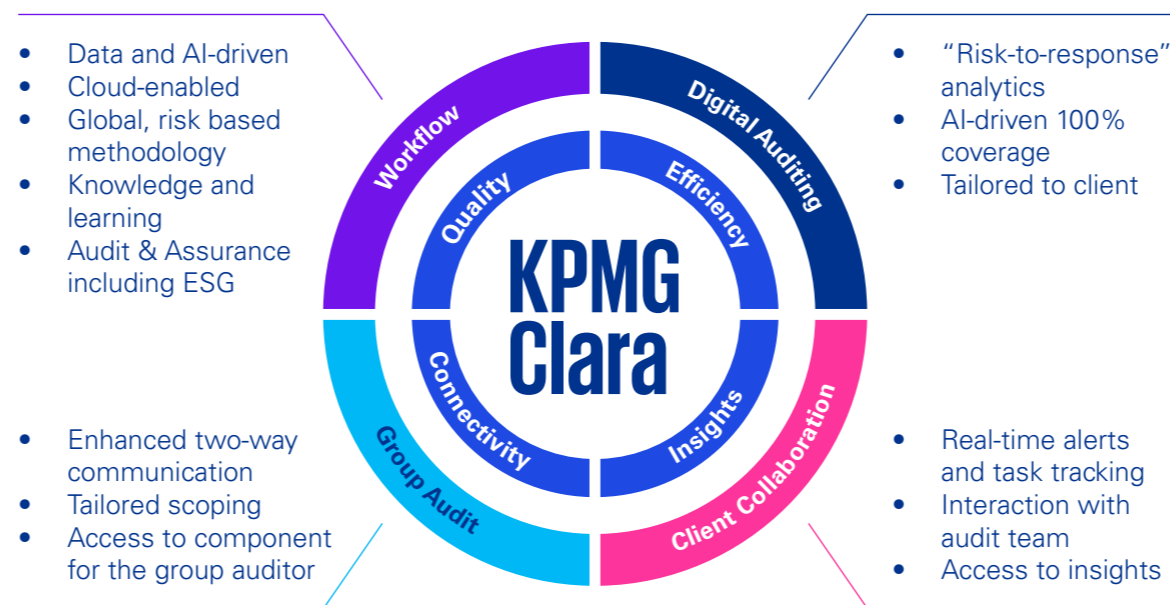 • Data and AI-driven
• Cloud-enabled
• Global, risk based
methodology
• Knowledge and
learning
• Audit & Assurance
including ESG
• “Risk-to-response”
analytics
• AI-driven 100%
coverage
• Tailored to client
Workflow
Digital Auditing
Quality
Efficiency
KPMG
Clara
Connectivity
Insights
Group Audit
Client Collaboration
• Enhanced two-way
communication
• Tailored scoping
• Access to component
for the group auditor
• Real-time alerts
and task tracking
• Interaction with
audit team
• Access to insights